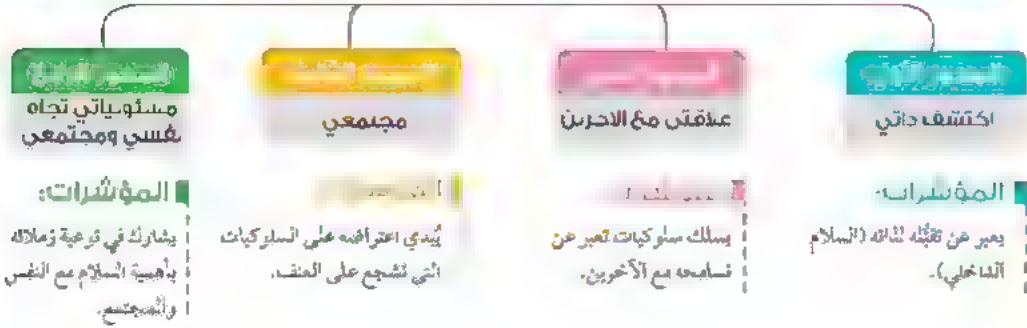 اكتشف ذاتي
المؤشرات:
يعبر عن تقبُّله لذاته (السلام
الداخلي).
علاقتي مع الآخرين
يسلك سلوكيات تعبر عن
تسامحه مع الآخرين.
مجتمعي
يُبدي اعتراضه على السلوكيات
التي تشجع على العنف.
مسئولياتي تجاه
نفسي ومجتمعي
المؤشرات:
يشارك في توعية زملائه
بأهمية السلام مع النفس
والمجتمع.